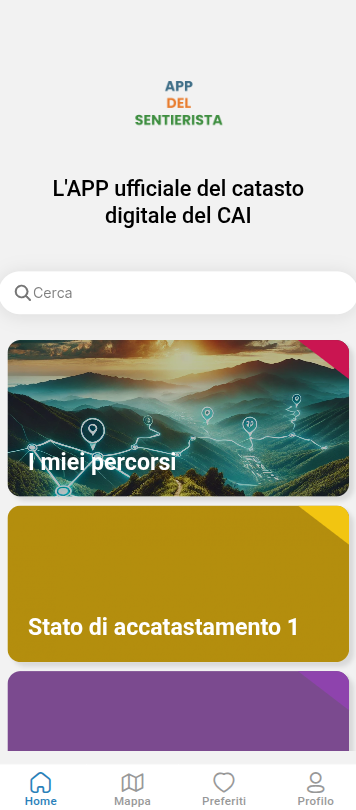 APP
DEL
SENTIERISTA
L'APP ufficiale del catasto
digitale del CAI
Cerca
I miei percorsi
Stato di accatastamento 1
Home
Mappa
Preferiti
Profilo